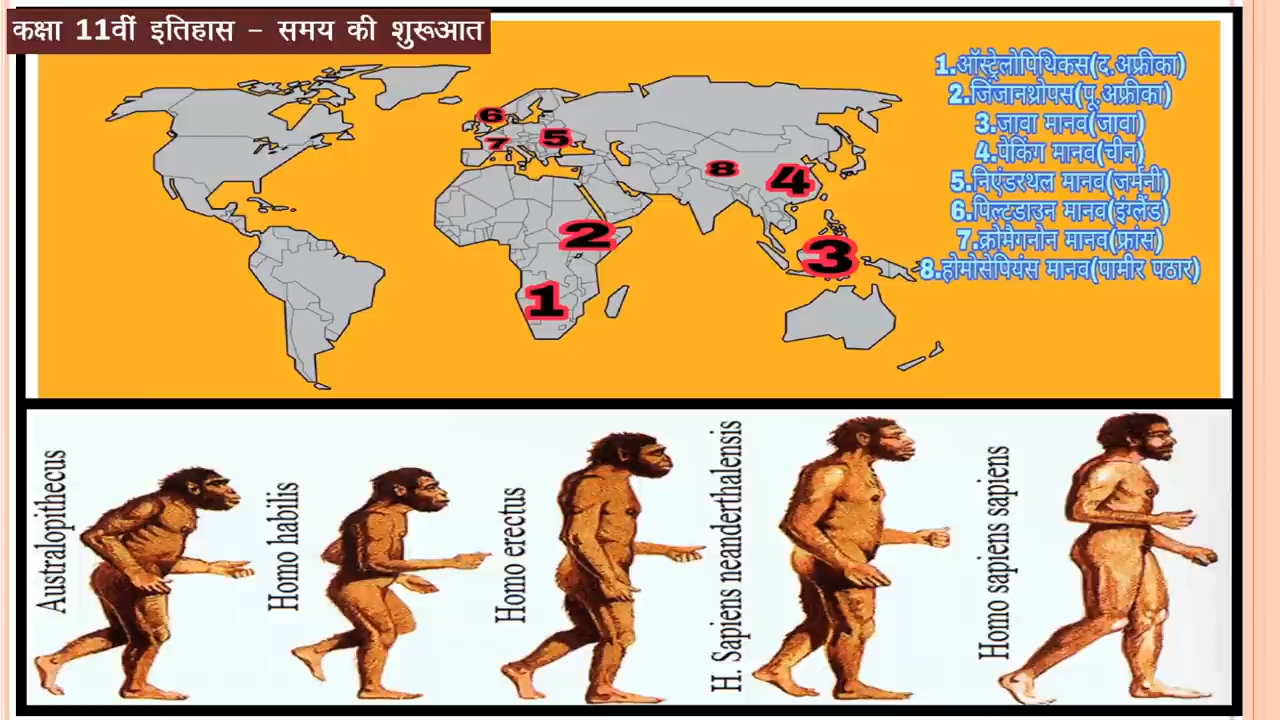 कक्षा 11वीं इतिहास – समय की शुरूआत
1.ऑस्ट्रेलोपिथिकस(द.अफ्रीका)
2.जिंजानथ्रोपस(पू.अफ्रीका)
3.जावा मानव(जावा)
4.पेकिंग मानव(चीन)
5.निएंडरथल मानव(जर्मनी)
6.पिल्टडाउन मानव(इंग्लैंड)
7.क्रोमैगनोन मानव(फ्रांस)
8.होमोसेपियंस मानव(पामीर पठार)
6
7
5
8
4
2
3
1
Australopithecus
Homo habilis
Homo erectus
H. Sapiens neanderthalensis
Homo sapiens sapiens